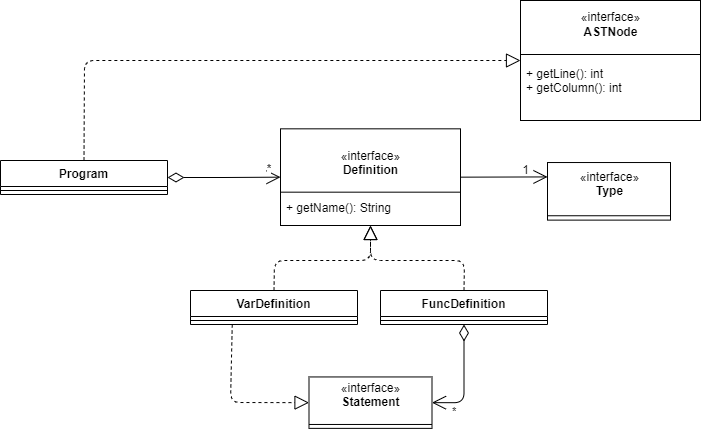 «interface»
ASTNode
+ getLine(): int
+ getColumn(): int
«interface»
Definition
+ getName(): String
Program
.*
1
«interface»
Type
VarDefinition
FuncDefinition
«interface»
Statement
*